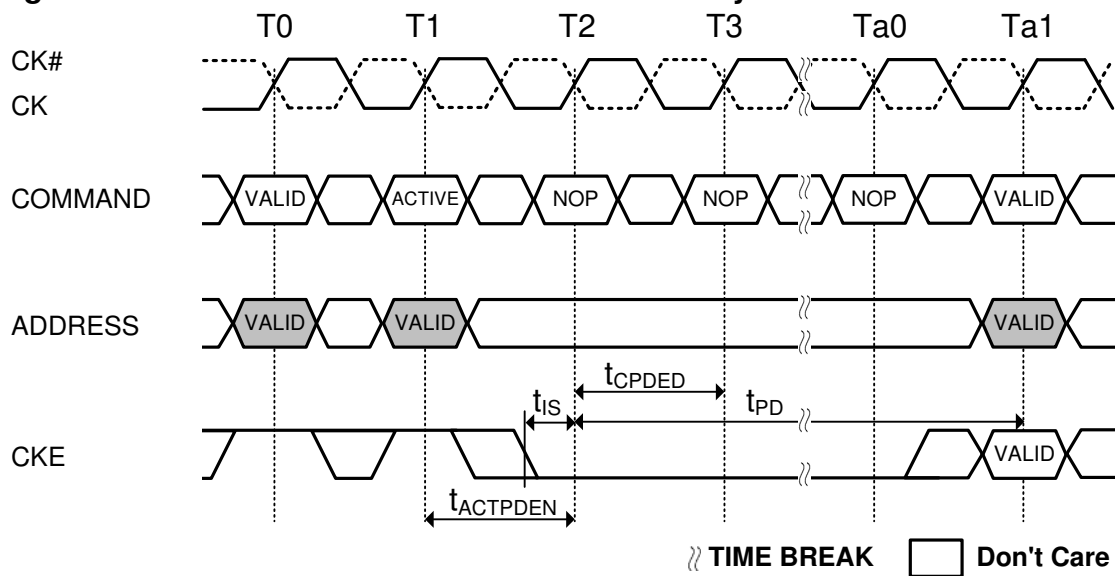 T0 T1 T2 T3 Ta0 Ta1
CK#
CK
COMMAND VALID ACTIVE NOP NOP NOP VALID
ADDRESS VALID VALID VALID
tCPDED
tIS tPD
CKE VALID
tACTPDEN
TIME BREAK Don't Care